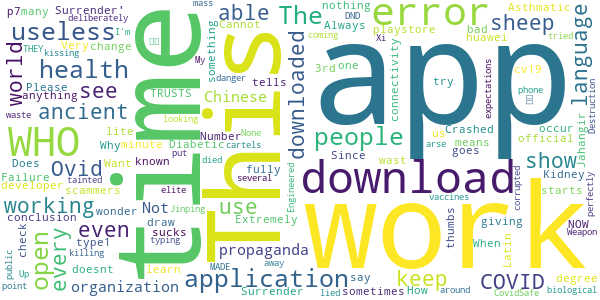 app
work
time
This
download
error
WHO
useless
health
people
application
COVID
sheep
language
The
able
downloaded
show
keep
working
open
every
even
ancient
see
world
Ovid
use
organization
propaganda
Not
p7
many
Surrender'
deliberately
THEY
kissing
Very
change
I'm
Cannot
Always
nothing
DND
Asthmatic
mass
My
something
danger
TRUSTS
looking
None
Please
anything
sucks
typing
lite
tells
Chinese
Number
Diabetic
cartels
3rd
one
playstore
bad
huawei
connectivity
try
Xi
coming
tried
expectations
phone
cv19
Destruction.
Jahangir
official
occur
Crashed
means
goes
us
arse
wast
Since
Kidney
starts
perfectly
waste
Does
Why
minute
known
put
Failure
developer
tainted
scammers
Want
elite
died
several
fully
Engineered
conclusion
wonder
type1
draw
Jinping
Extremely
giving
thumbs
When
corrupted
NOW
Weapon
Latin
vaccines
check
doesnt
killing
learn
public
Up
point
others
MADE
away
Surrender
lied
sometimes
say
How
around
CovidSafe
biological
degree